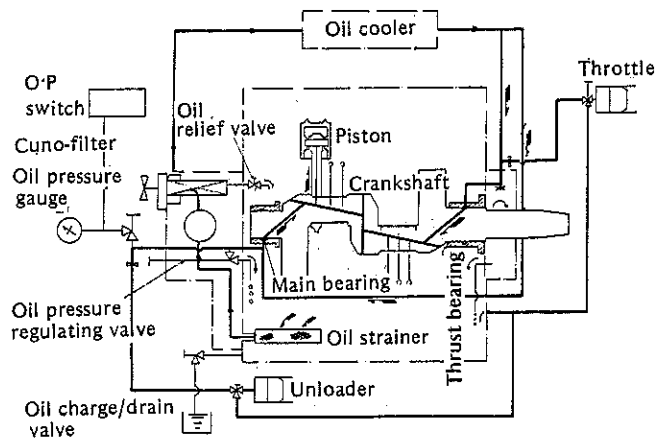 Oil cooler
Throttle
O·P
switch
Oil
relief valve
Piston
Cuno-filter
Oil pressure
gauge
Crankshaft
Main bearing
Thrust bearing
Oil pressure
regulating valve
Oil strainer
Unloader
Oil charge/drain
valve